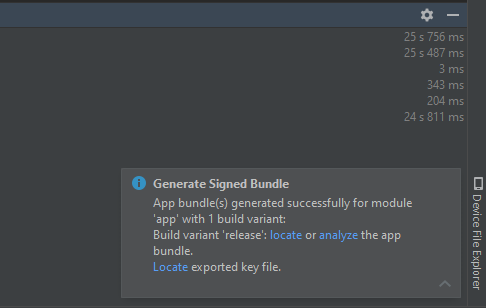 25 s 756 ms
25 s 487 ms
3 ms
343 ms
204 ms
24 s 811 ms
Generate Signed Bundle
App bundle(s) generated successfully for module
'app' with 1 build variant:
Build variant 'release': locate or analyze the app
bundle.
Locate exported key file.
Device File Explorer